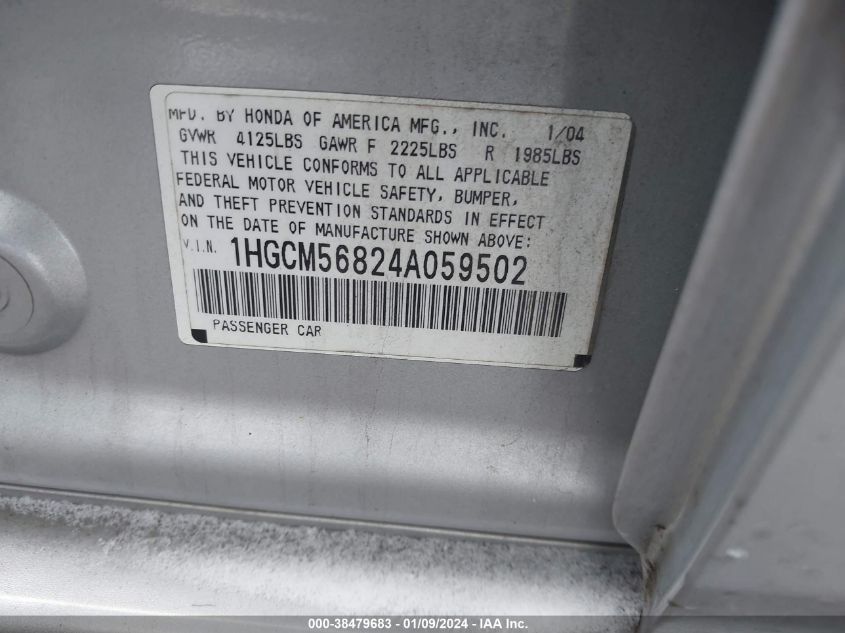 MFD. BY HONDA OF AMERICA MFG., INC. 1/04
GVWR 4125LBS GAWR F 2225LBS R 1985LBS
THIS VEHICLE CONFORMS TO ALL APPLICABLE
FEDERAL MOTOR VEHICLE SAFETY, BUMPER,
AND THEFT PREVENTION STANDARDS IN EFFECT
ON THE DATE OF MANUFACTURE SHOWN ABOVE:
V.I.N. 1HGCM56824A059502
PASSENGER CAR
000-38479683 - 01/09/2024 - IAA Inc.